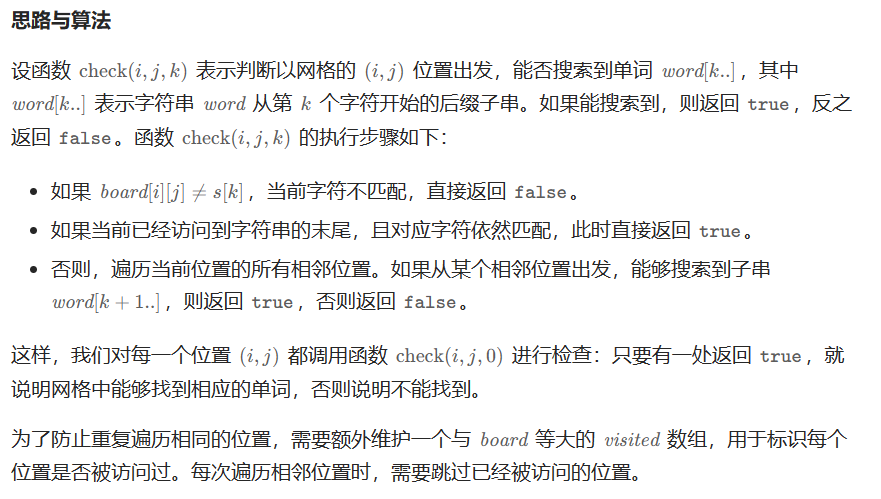 思路与算法
设函数 check(i, j, k) 表示判断以网格的 (i, j) 位置出发，能否搜索到单词 word[k..]，其中
word[k..] 表示字符串 word 从第 k 个字符开始的后缀子串。如果能搜索到，则返回 true，反之
返回 false。函数 check(i, j, k) 的执行步骤如下：
• 如果 board[i][j] ≠ s[k]，当前字符不匹配，直接返回 false。
• 如果当前已经访问到字符串的末尾，且对应字符依然匹配，此时直接返回 true。
• 否则，遍历当前位置的所有相邻位置。如果从某个相邻位置出发，能够搜索到子串
word[k + 1..]，则返回 true，否则返回 false。
这样，我们对每一个位置 (i, j) 都调用函数 check(i, j, 0) 进行检查：只要有一处返回 true，就
说明网格中能够找到相应的单词，否则说明不能找到。
为了防止重复遍历相同的位置，需要额外维护一个与 board 等大的 visited 数组，用于标识每个
位置是否被访问过。每次遍历相邻位置时，需要跳过已经被访问的位置。